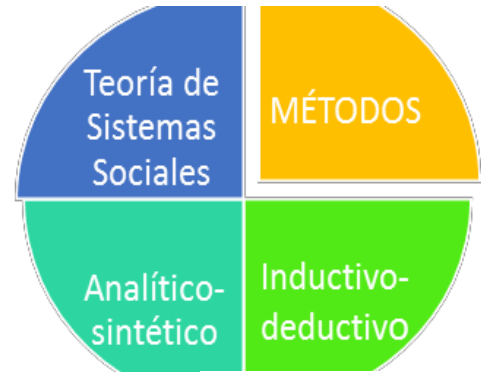 Teoría de
Sistemas
Sociales
MÉTODOS
Analítico-
sintético
Inductivo-
deductivo